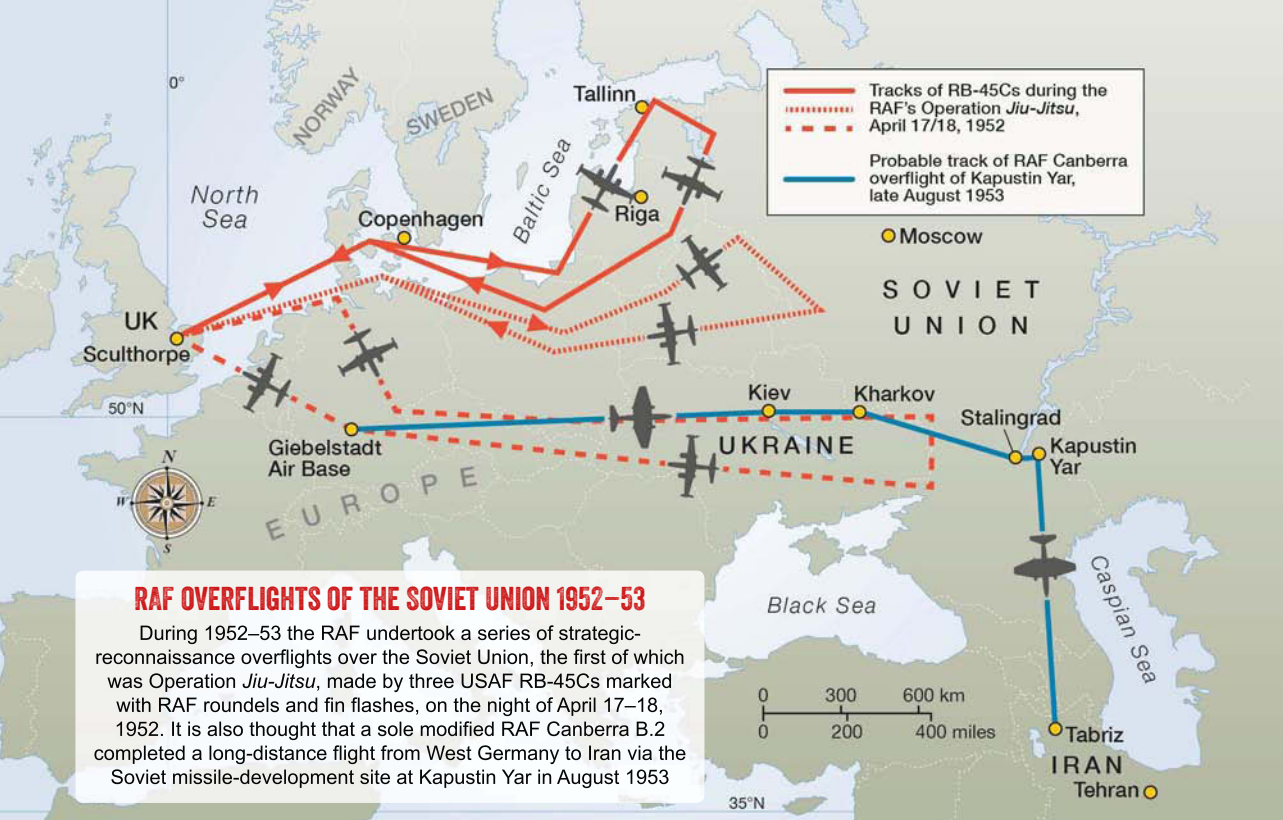 0°
NORWAY
SWEDEN
Tallinn
Tracks of RB-45Cs during the
RAF's Operation Jiu-Jitsu,
April 17/18, 1952
Probable track of RAF Canberra
overflight of Kapustin Yar,
late August 1953
North
Sea
Baltic Sea
Riga
Copenhagen
Moscow
SOVIET
UNION
UK
Sculthorpe
50°N
Kiev
Kharkov
Stalingrad
Kapustin
Yar
Giebelstadt
Air Base
UKRAINE
EUROPE
N
W
E
S
Caspian Sea
Black Sea
RAF OVERFLIGHTS OF THE SOVIET UNION 1952–53
During 1952–53 the RAF undertook a series of strategic-
reconnaissance overflights over the Soviet Union, the first of which
was Operation Jiu-Jitsu, made by three USAF RB-45Cs marked
with RAF roundels and fin flashes, on the night of April 17–18,
1952. It is also thought that a sole modified RAF Canberra B.2
completed a long-distance flight from West Germany to Iran via the
Soviet missile-development site at Kapustin Yar in August 1953
0 300 600 km
0 200 400 miles
Tabriz
IRAN
Tehran
35°N